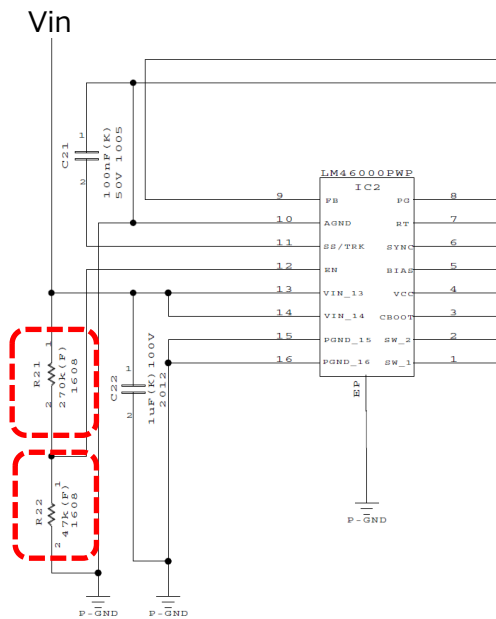 Vin
1
C21
100nF(K)
50V 1005
2
LM46000PWP
IC2
9 FB PG 8
10 AGND RT 7
11 SS/TRK SYNC 6
12 EN BIAS 5
13 VIN_13 VCC 4
14 VIN_14 CBOOT 3
15 PGND_15 SW_2 2
16 PGND_16 SW_1 1
EP
1
R21
270k(F)
1608
2
1
C22
1uF(K)100V
2012
2
1
R22
47k(F)
1608
2
P-GND
P-GND
P-GND